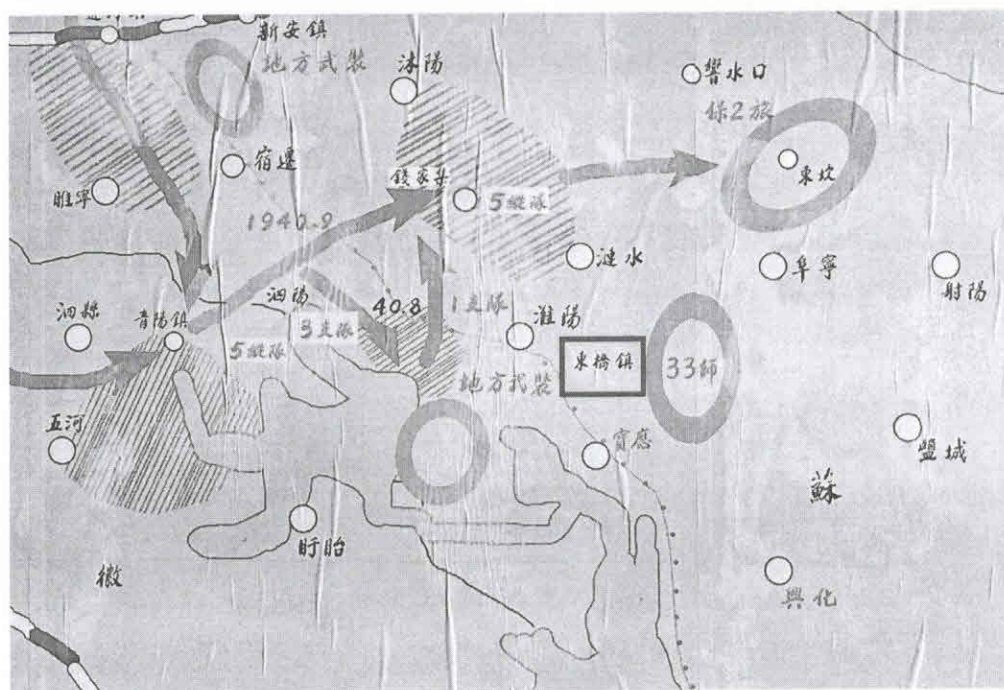 新安鎮
地方武裝
沭陽
響水口
保2旅
宿遷
東坎
睢寧
錢家集
5縱隊
1940.9
漣水
阜寧
射陽
泗陽
40.8
1支隊
泗縣
青陽鎮
3支隊
淮陽
5縱隊
東橋鎮
33師
地方武裝
五河
寶應
鹽城
蘇
盱眙
徽
興化